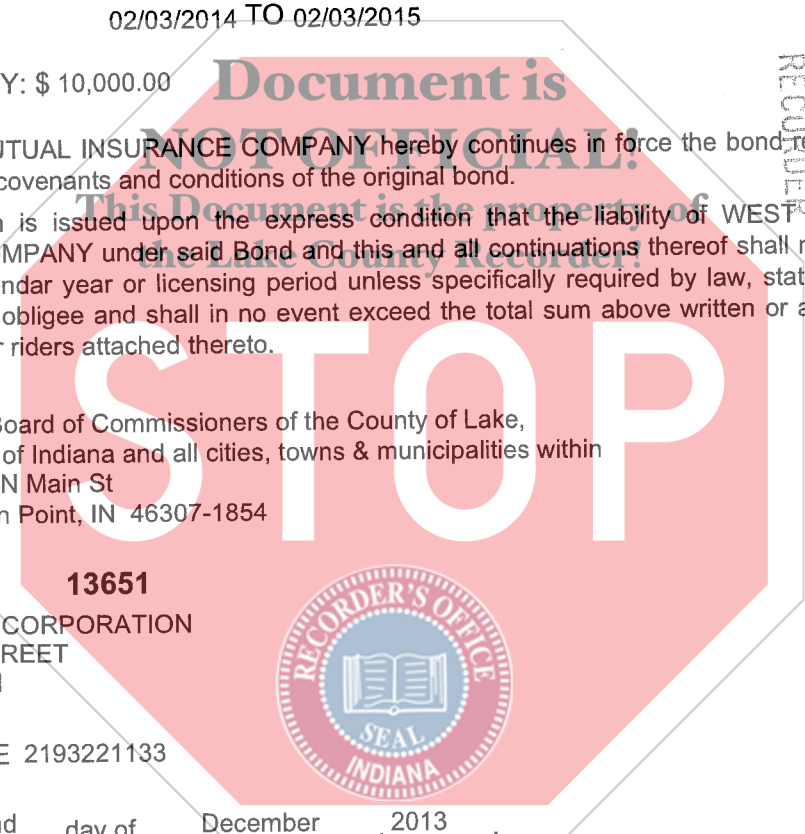 02/03/2014 TO 02/03/2015
Y: $ 10,000.00
Document is
RECORDER
NOT OFFICIAL!
UTUAL INSURANCE COMPANY hereby continues in force the bond re
covenants and conditions of the original bond.
This Document is the property of
n is issued upon the express condition that the liability of WEST
MPANY under said Bond and this and all continuations thereof shall n
the Lake County Recorder!
ndar year or licensing period unless specifically required by law, stat
obligee and shall in no event exceed the total sum above written or a
r riders attached thereto.
STOP
Board of Commissioners of the County of Lake,
of Indiana and all cities, towns & municipalities within
N Main St
n Point, IN 46307-1854
13651
CORPORATION
REET
RECORDER'S OFFICE
SEAL
INDIANA
E 2193221133
day of December 2013